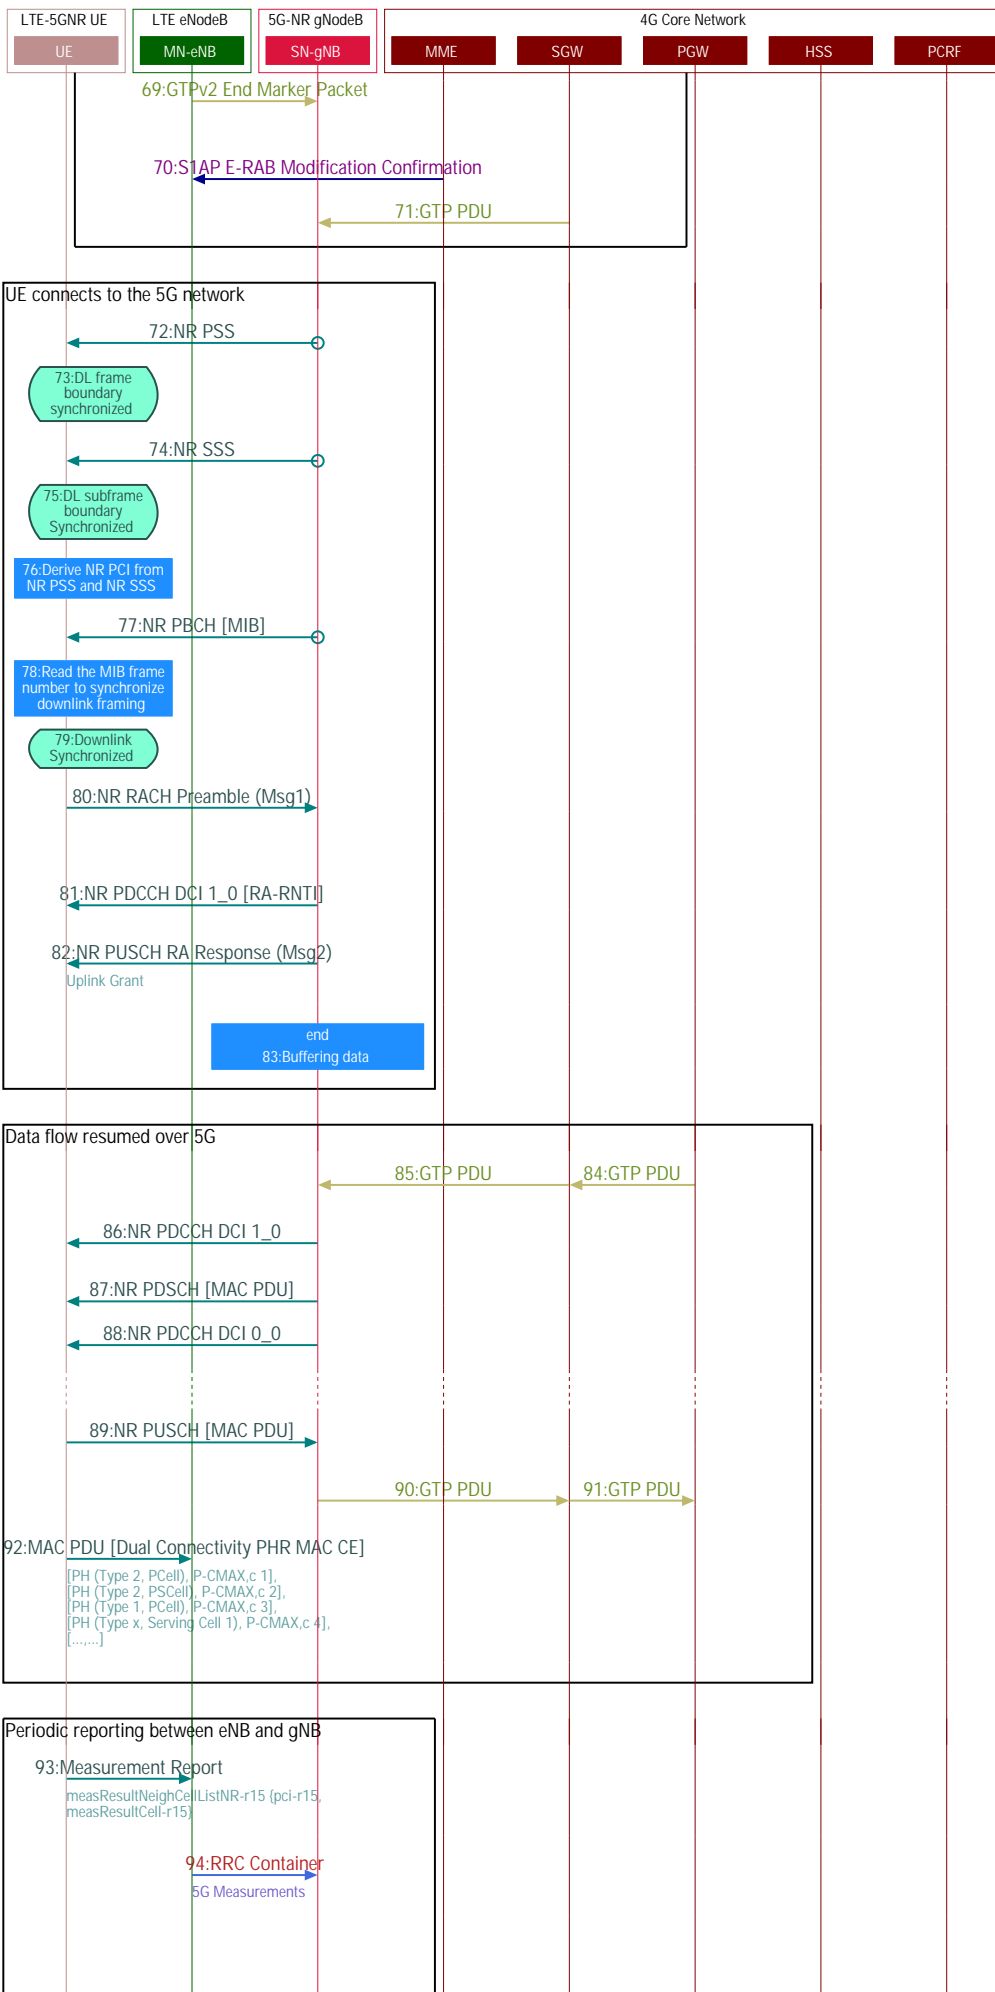 LTE-5GNR UE
LTE eNodeB
5G-NR gNodeB
4G Core Network
UE
MN-eNB
SN-gNB
MME
SGW
PGW
HSS
PCRF
69:GTPv2 End Marker Packet
70:S1AP E-RAB Modification Confirmation
71:GTP PDU
UE connects to the 5G network
72:NR PSS
73:DL frame
boundary
synchronized
74:NR SSS
75:DL subframe
boundary
Synchronized
76:Derive NR PCI from
NR PSS and NR SSS
77:NR PBCH [MIB]
78:Read the MIB frame
number to synchronize
downlink framing
79:Downlink
Synchronized
80:NR RACH Preamble (Msg1)
81:NR PDCCH DCI 1_0 [RA-RNTI]
82:NR PUSCH RA Response (Msg2)
Uplink Grant
end
83:Buffering data
Data flow resumed over 5G
85:GTP PDU
84:GTP PDU
86:NR PDCCH DCI 1_0
87:NR PDSCH [MAC PDU]
88:NR PDCCH DCI 0_0
89:NR PUSCH [MAC PDU]
90:GTP PDU
91:GTP PDU
92:MAC PDU [Dual Connectivity PHR MAC CE]
[PH (Type 2, PCell), P-CMAX,c 1],
[PH (Type 2, PSCell), P-CMAX,c 2],
[PH (Type 1, PCell), P-CMAX,c 3],
[PH (Type x, Serving Cell 1), P-CMAX,c 4],
[...,...]
Periodic reporting between eNB and gNB
93:Measurement Report
measResultNeighCellListNR-r15 {pci-r15,
measResultCell-r15}
94:RRC Container
5G Measurements